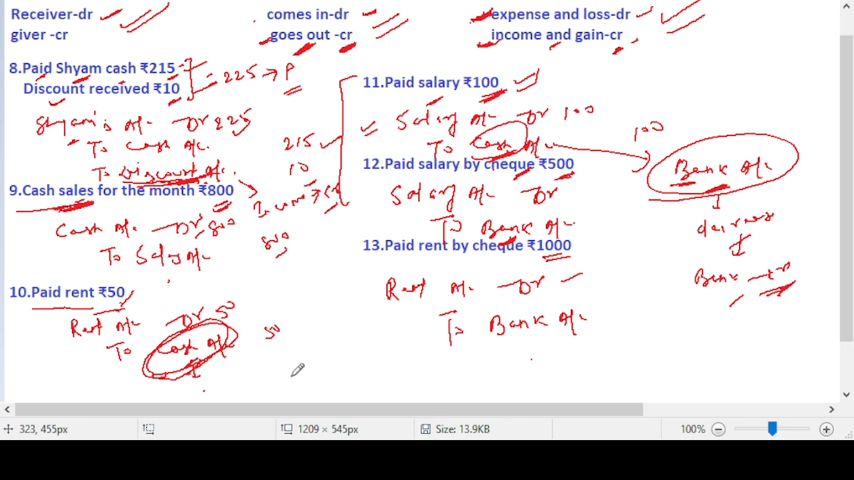 Receiver-dr comes in-dr expense and loss-dr
giver -cr goes out -cr income and gain-cr
8.Paid Shyam cash ₹215
Discount received ₹10
= 225 → P
Shyam's A/c Dr 225
To Cash A/c. 215
To Discount A/c. 10
Income → Cr
9.Cash sales for the month ₹800
Cash A/c Dr 800
To Sales A/c 800
10.Paid rent ₹50
Rent A/c Dr 50
To Cash A/c 50
11.Paid salary ₹100
Salary A/c Dr 100
To Cash A/c 100
Bank A/c
Bank cr
12.Paid salary by cheque ₹500
Salary A/c Dr
To Bank A/c
13.Paid rent by cheque ₹1000
Rent A/c Dr
To Bank A/c
323, 455px 1209 × 545px Size: 13.9KB 100%